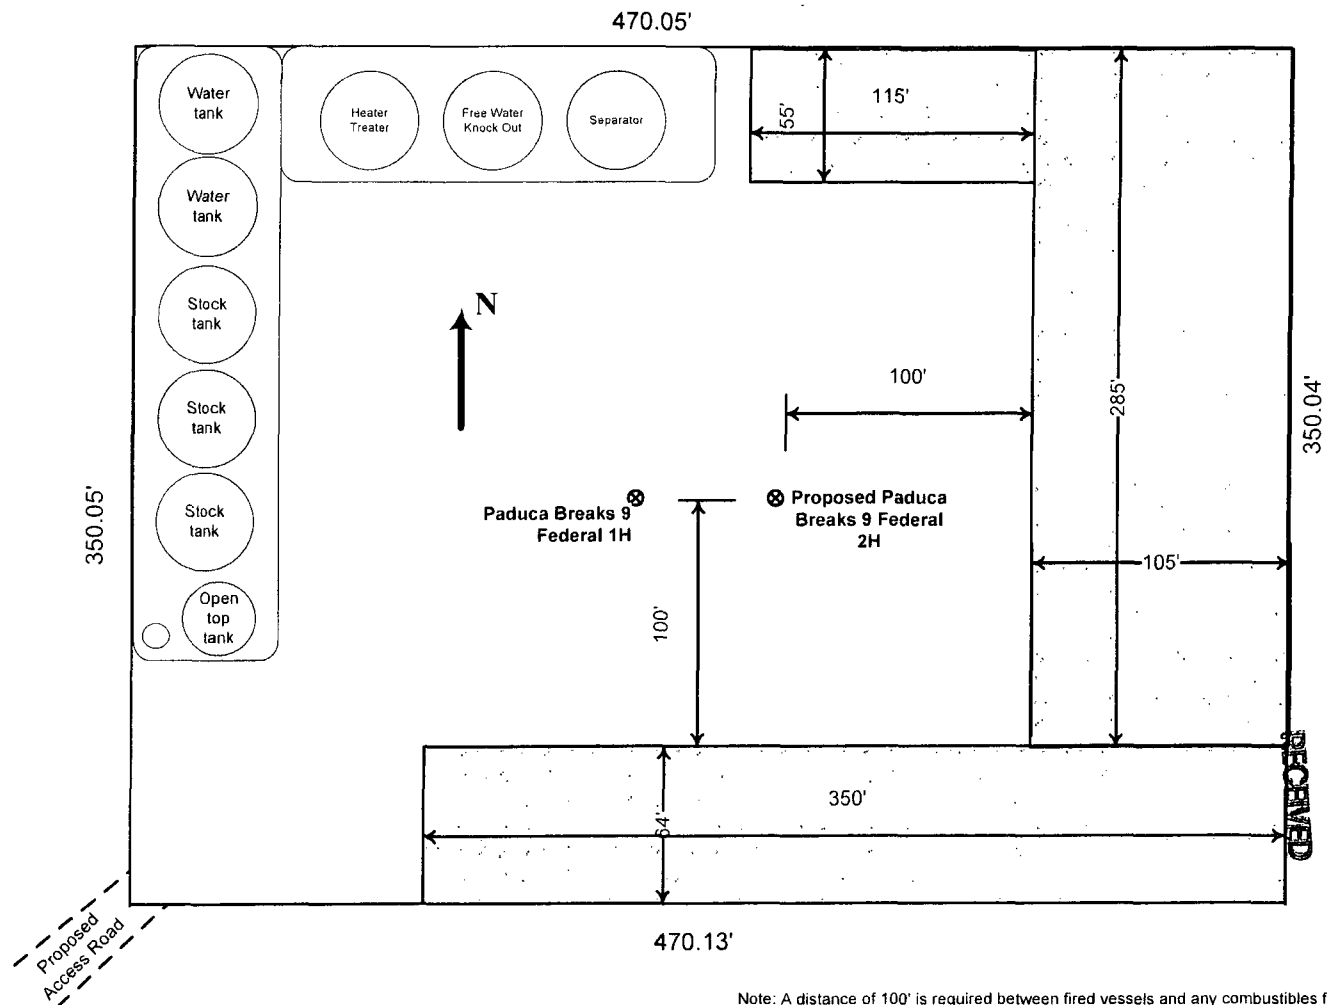 470.05'
Water
tank
Heater
Treater
Free Water
Knock Out
Separator
55'
115'
Water
tank
Stock
tank
N
100'
285'
350.04'
Stock
tank
350.05'
Stock
tank
Paduca Breaks 9
Federal 1H
Proposed Paduca
Breaks 9 Federal
2H
105'
100'
Open
top
tank
RECEIVED
350'
64'
Proposed
Access Road
470.13'
Note: A distance of 100' is required between fired vessels and any combustibles f